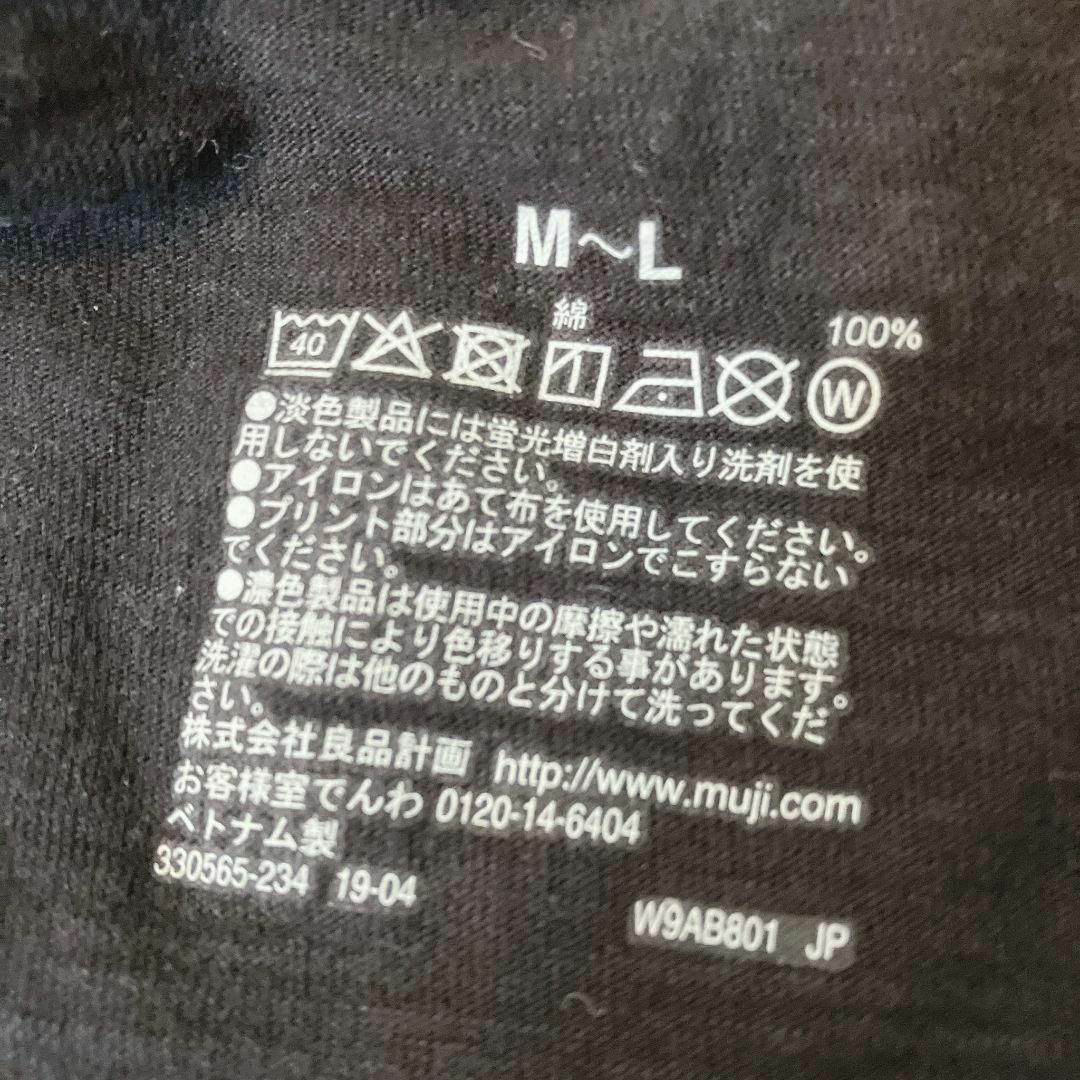 M～L
綿 100%
40 W
●淡色製品には蛍光増白剤入り洗剤を使
用しないでください。
●アイロンはあて布を使用してください。
●プリント部分はアイロンでこすらない
でください。
●濃色製品は使用中の摩擦や濡れた状態
での接触により色移りする事があります。
洗濯の際は他のものと分けて洗ってくだ
さい。
株式会社良品計画 http://www.muji.com
お客様室でんわ 0120-14-6404
ベトナム製
330565-234 19-04
W9AB801 JP